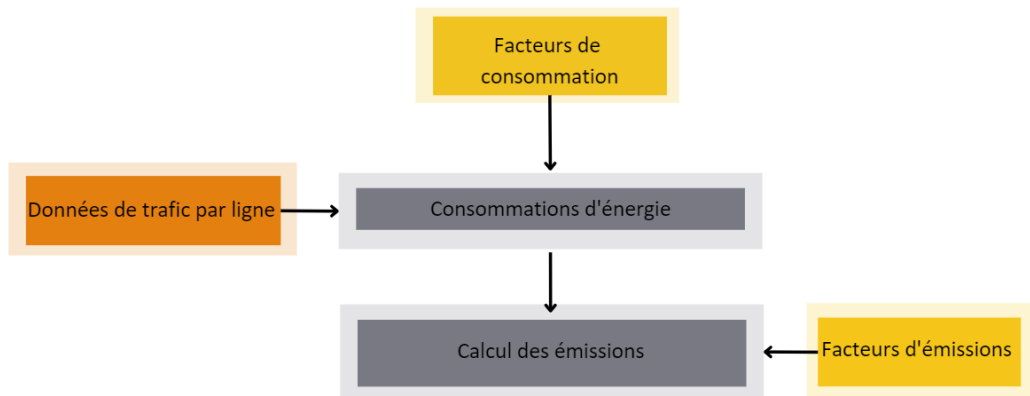 Facteurs de
consommation
Données de trafic par ligne
Consommations d'énergie
Calcul des émissions
Facteurs d'émissions